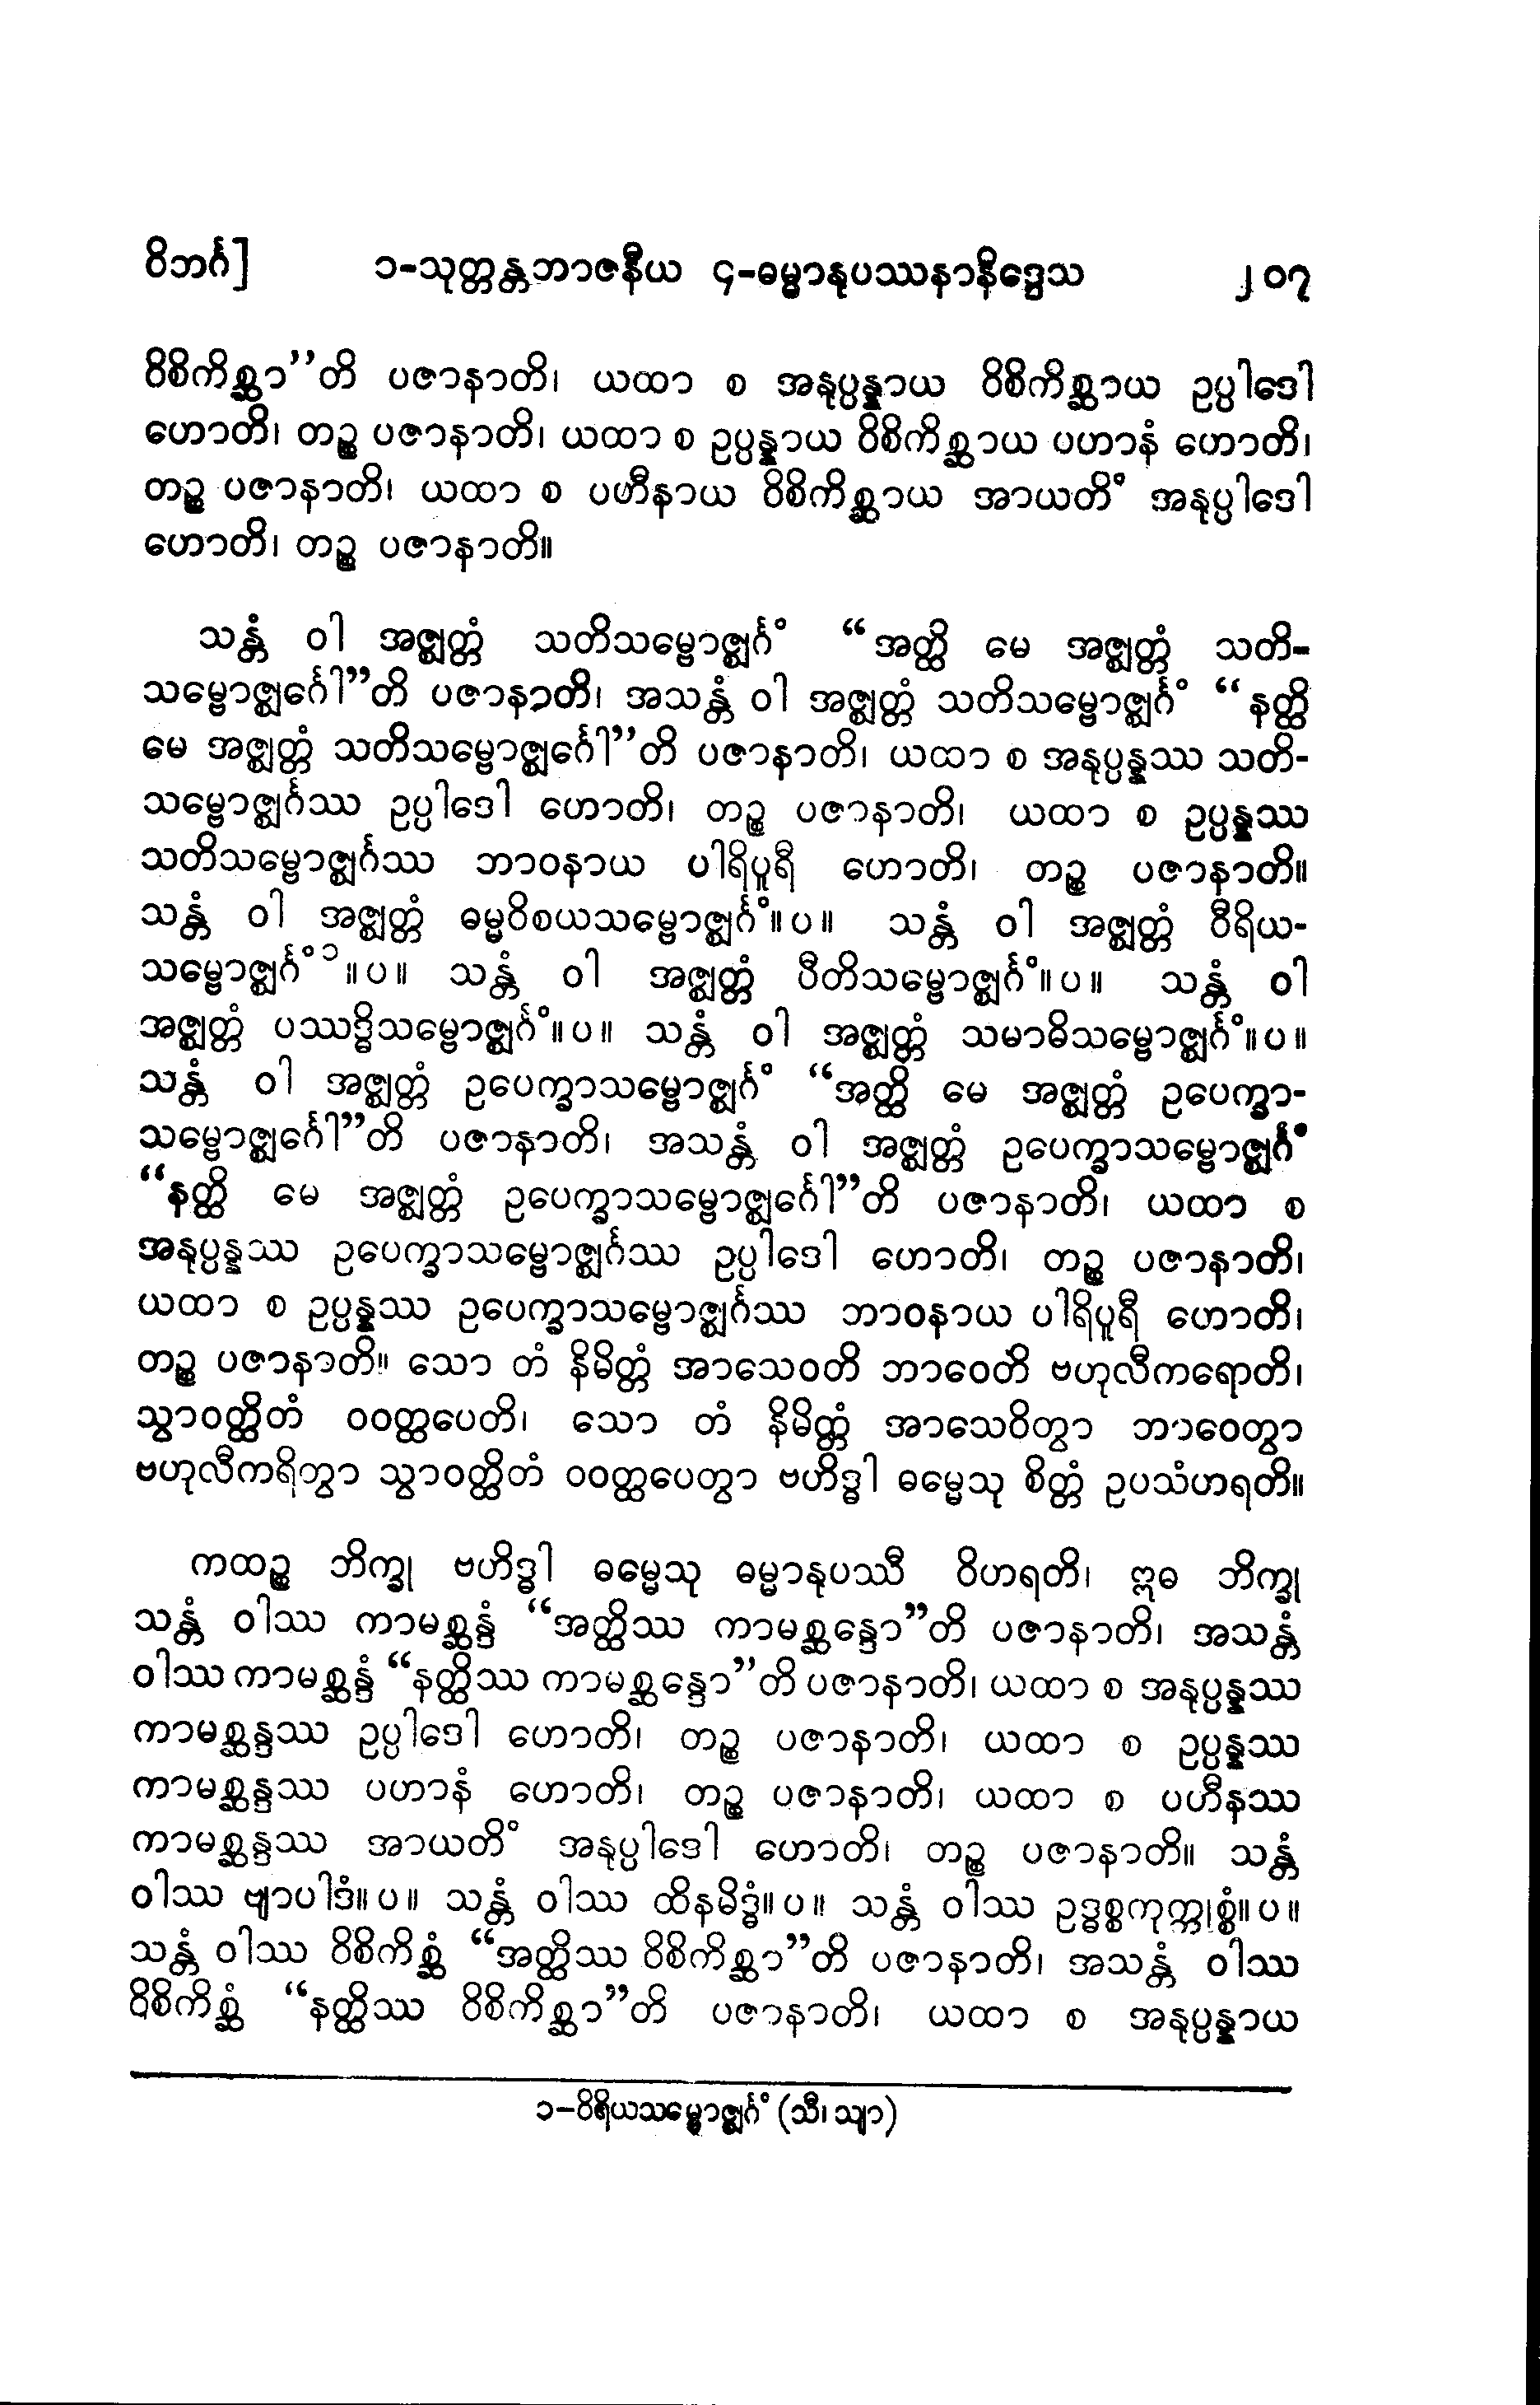 ဝိဘင်္ဂ] ၁-သုတ္တန္တဘာဇနီယ ၄-ဓမ္မာနုပဿနာနိဒ္ဒေသ ၂၀၇
ဝိစိကိစ္ဆာ”တိ ပဇာနာတိ၊ ယထာ စ အနုပ္ပန္နာယ ဝိစိကိစ္ဆာယ ဥပ္ပါဒေါ
ဟောတိ၊ တဉ္စ ပဇာနာတိ၊ ယထာ စ ဥပ္ပန္နာယ ဝိစိကိစ္ဆာယ ပဟာနံ ဟောတိ၊
တဉ္စ ပဇာနာတိ၊ ယထာ စ ပဟီနာယ ဝိစိကိစ္ဆာယ အာယတိံ အနုပ္ပါဒေါ
ဟောတိ၊ တဉ္စ ပဇာနာတိ။
သန္တံ ဝါ အဇ္ဈတ္တံ သတိသမ္ဗောဇ္ဈင်္ဂံ “အတ္ထိ မေ အဇ္ဈတ္တံ သတိ-
သမ္ဗောဇ္ဈင်္ဂေါ”တိ ပဇာနာတိ၊ အသန္တံ ဝါ အဇ္ဈတ္တံ သတိသမ္ဗောဇ္ဈင်္ဂံ “နတ္ထိ
မေ အဇ္ဈတ္တံ သတိသမ္ဗောဇ္ဈင်္ဂေါ”တိ ပဇာနာတိ၊ ယထာ စ အနုပ္ပန္နဿ သတိ-
သမ္ဗောဇ္ဈင်္ဂဿ ဥပ္ပါဒေါ ဟောတိ၊ တဉ္စ ပဇာနာတိ၊ ယထာ စ ဥပ္ပန္နဿ
သတိသမ္ဗောဇ္ဈင်္ဂဿ ဘာဝနာယ ပါရိပူရီ ဟောတိ၊ တဉ္စ ပဇာနာတိ။
သန္တံ ဝါ အဇ္ဈတ္တံ ဓမ္မဝိစယသမ္ဗောဇ္ဈင်္ဂံ။ပ။ သန္တံ ဝါ အဇ္ဈတ္တံ ဝီရိယ-
သမ္ဗောဇ္ဈင်္ဂံ ၁။ပ။ သန္တံ ဝါ အဇ္ဈတ္တံ ပီတိသမ္ဗောဇ္ဈင်္ဂံ။ပ။ သန္တံ ဝါ
အဇ္ဈတ္တံ ပဿဒ္ဓိသမ္ဗောဇ္ဈင်္ဂံ။ပ။ သန္တံ ဝါ အဇ္ဈတ္တံ သမာဓိသမ္ဗောဇ္ဈင်္ဂံ။ပ။
သန္တံ ဝါ အဇ္ဈတ္တံ ဥပေက္ခာသမ္ဗောဇ္ဈင်္ဂံ “အတ္ထိ မေ အဇ္ဈတ္တံ ဥပေက္ခာ-
သမ္ဗောဇ္ဈင်္ဂေါ”တိ ပဇာနာတိ၊ အသန္တံ ဝါ အဇ္ဈတ္တံ ဥပေက္ခာသမ္ဗောဇ္ဈင်္ဂံ
“နတ္ထိ မေ အဇ္ဈတ္တံ ဥပေက္ခာသမ္ဗောဇ္ဈင်္ဂေါ”တိ ပဇာနာတိ၊ ယထာ စ
အနုပ္ပန္နဿ ဥပေက္ခာသမ္ဗောဇ္ဈင်္ဂဿ ဥပ္ပါဒေါ ဟောတိ၊ တဉ္စ ပဇာနာတိ၊
ယထာ စ ဥပ္ပန္နဿ ဥပေက္ခာသမ္ဗောဇ္ဈင်္ဂဿ ဘာဝနာယ ပါရိပူရီ ဟောတိ၊
တဉ္စ ပဇာနာတိ။ သော တံ နိမိတ္တံ အာသေဝတိ ဘာဝေတိ ဗဟုလီကရောတိ၊
သွာဝတ္ထိတံ ဝဝတ္ထပေတိ၊ သော တံ နိမိတ္တံ အာသေဝိတွာ ဘာဝေတွာ
ဗဟုလီကရိတွာ သွာဝတ္ထိတံ ဝဝတ္ထပေတွာ ဗဟိဒ္ဓါ ဓမ္မေသု စိတ္တံ ဥပသံဟရတိ။
ကထဉ္စ ဘိက္ခု ဗဟိဒ္ဓါ ဓမ္မေသု ဓမ္မာနုပဿီ ဝိဟရတိ၊ ဣဓ ဘိက္ခု
သန္တံ ဝါဿ ကာမစ္ဆန္ဒံ “အတ္ထိဿ ကာမစ္ဆန္ဒော”တိ ပဇာနာတိ၊ အသန္တံ
ဝါဿ ကာမစ္ဆန္ဒံ “နတ္ထိဿ ကာမစ္ဆန္ဒော”တိ ပဇာနာတိ၊ ယထာ စ အနုပ္ပန္နဿ
ကာမစ္ဆန္ဒဿ ဥပ္ပါဒေါ ဟောတိ၊ တဉ္စ ပဇာနာတိ၊ ယထာ စ ဥပ္ပန္နဿ
ကာမစ္ဆန္ဒဿ ပဟာနံ ဟောတိ၊ တဉ္စ ပဇာနာတိ၊ ယထာ စ ပဟီနဿ
ကာမစ္ဆန္ဒဿ အာယတိံ အနုပ္ပါဒေါ ဟောတိ၊ တဉ္စ ပဇာနာတိ။ သန္တံ
ဝါဿ ဗျာပါဒံ။ပ။ သန္တံ ဝါဿ ထိနမိဒ္ဓံ။ပ။ သန္တံ ဝါဿ ဥဒ္ဓစ္စကုက္ကုစ္စံ။ပ။
သန္တံ ဝါဿ ဝိစိကိစ္ဆံ “အတ္ထိဿ ဝိစိကိစ္ဆာ”တိ ပဇာနာတိ၊ အသန္တံ ဝါဿ
ဝိစိကိစ္ဆံ “နတ္ထိဿ ဝိစိကိစ္ဆာ”တိ ပဇာနာတိ၊ ယထာ စ အနုပ္ပန္နာယ
၁-ဝိရိယသမ္ဗောဇ္ဈင်္ဂံ (သီ၊ သျာ)